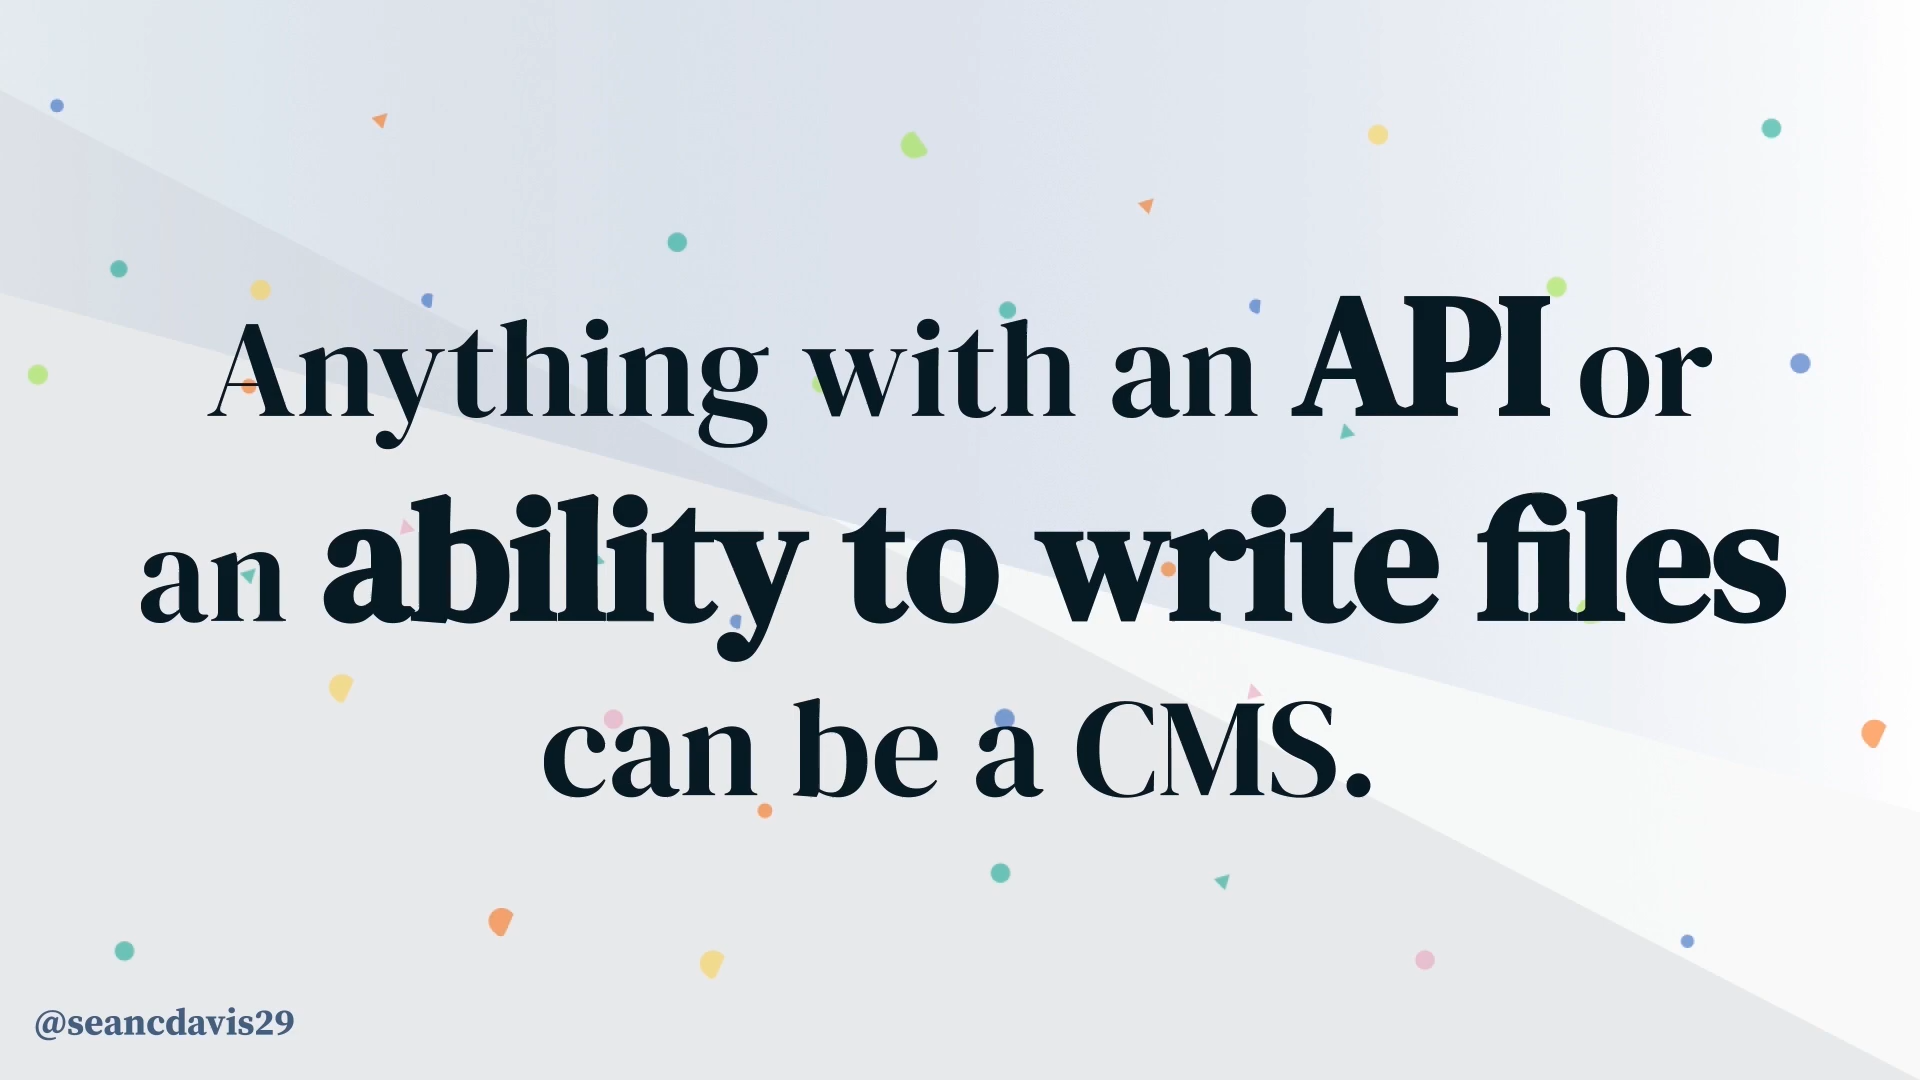 Anything with an API or
an ability to write files
can be a CMS.
@seancdavis29